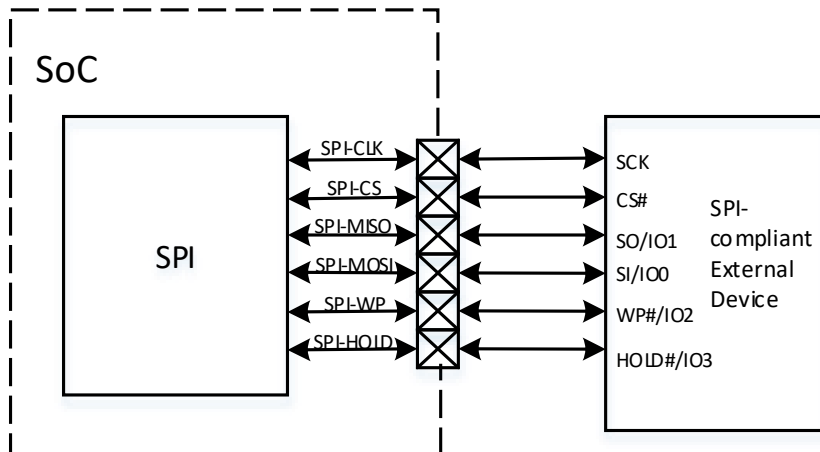 SoC
SPI
SPI-CLK
SPI-CS
SPI-MISO
SPI-MOSI
SPI-WP
SPI-HOLD
SCK
CS#
SO/IO1
SI/IO0
WP#/IO2
HOLD#/IO3
SPI-
compliant
External
Device